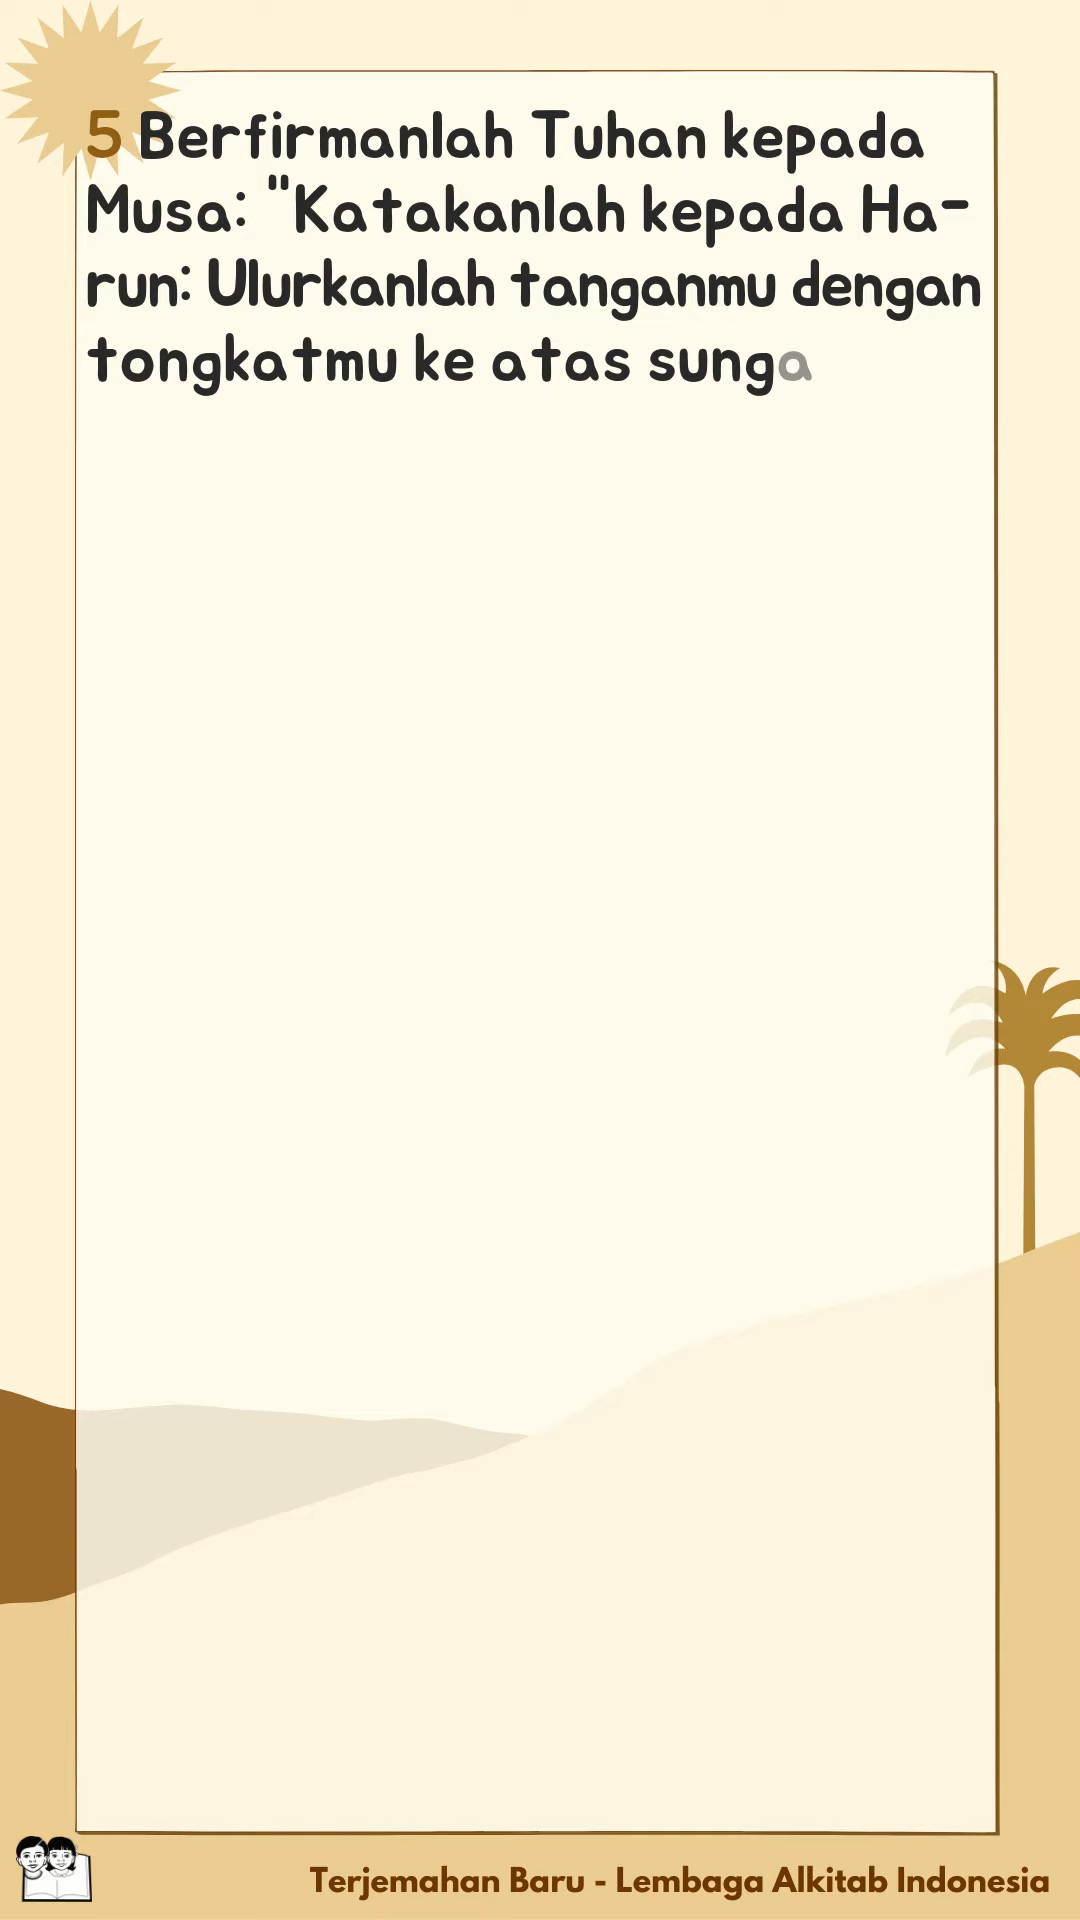 5 Berfirmanlah Tuhan kepada
Musa: "Katakanlah kepada Ha-
run: Ulurkanlah tanganmu dengan
tongkatmu ke atas sunga
Terjemahan Baru - Lembaga Alkitab Indonesia